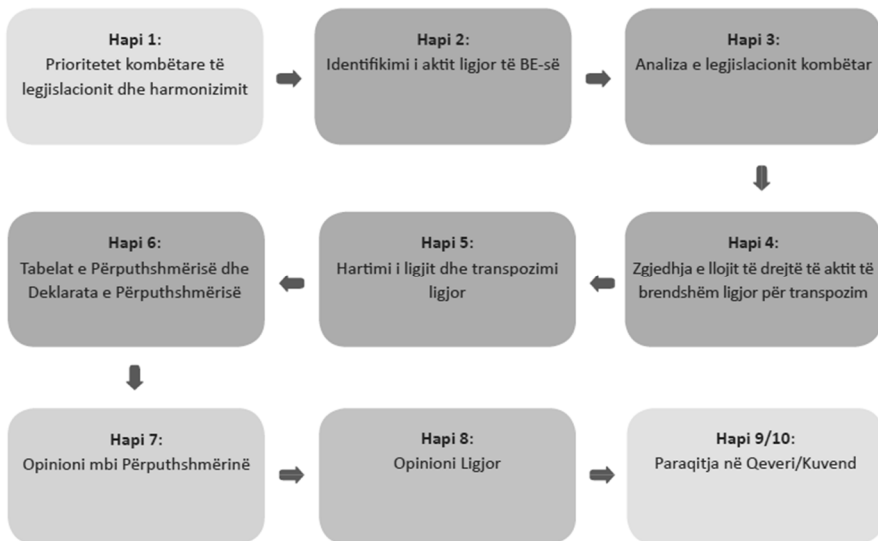 Hapi 1:
Prioritetet kombëtare të
legjislacionit dhe harmonizimit
Hapi 2:
Identifikimi i aktit ligjor të BE-së
Hapi 3:
Analiza e legjislacionit kombëtar
Hapi 4:
Zgjedhja e llojit të drejtë të aktit të
brendshëm ligjor për transpozim
Hapi 5:
Hartimi i ligjit dhe transpozimi
ligjor
Hapi 6:
Tabelat e Përputhshmërisë dhe
Deklarata e Përputhshmërisë
Hapi 7:
Opinioni mbi Përputhshmërinë
Hapi 8:
Opinioni Ligjor
Hapi 9/10:
Paraqitja në Qeveri/Kuvend